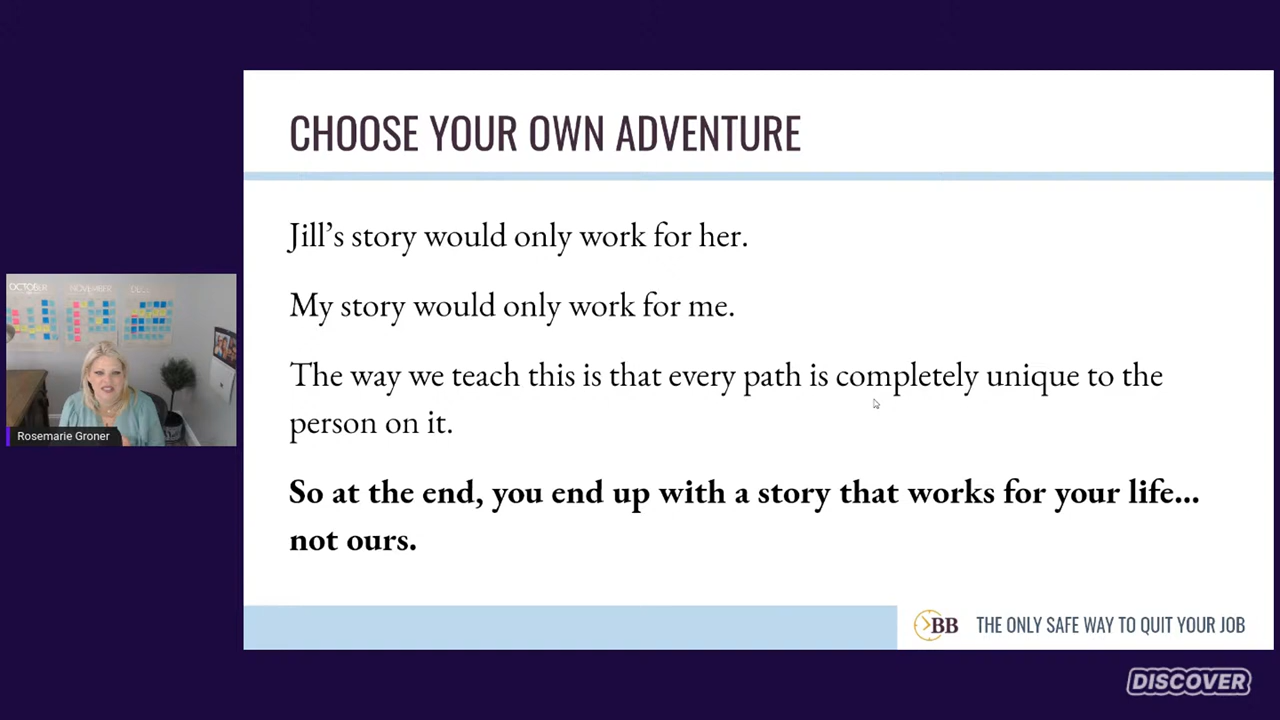 CHOOSE YOUR OWN ADVENTURE
Jill's story would only work for her.
My story would only work for me.
The way we teach this is that every path is completely unique to the
person on it.
So at the end, you end up with a story that works for your life...
not ours.
OCTOBER NOVEMBER DEC
Rosemarie Groner
BB THE ONLY SAFE WAY TO QUIT YOUR JOB
DISCOVER